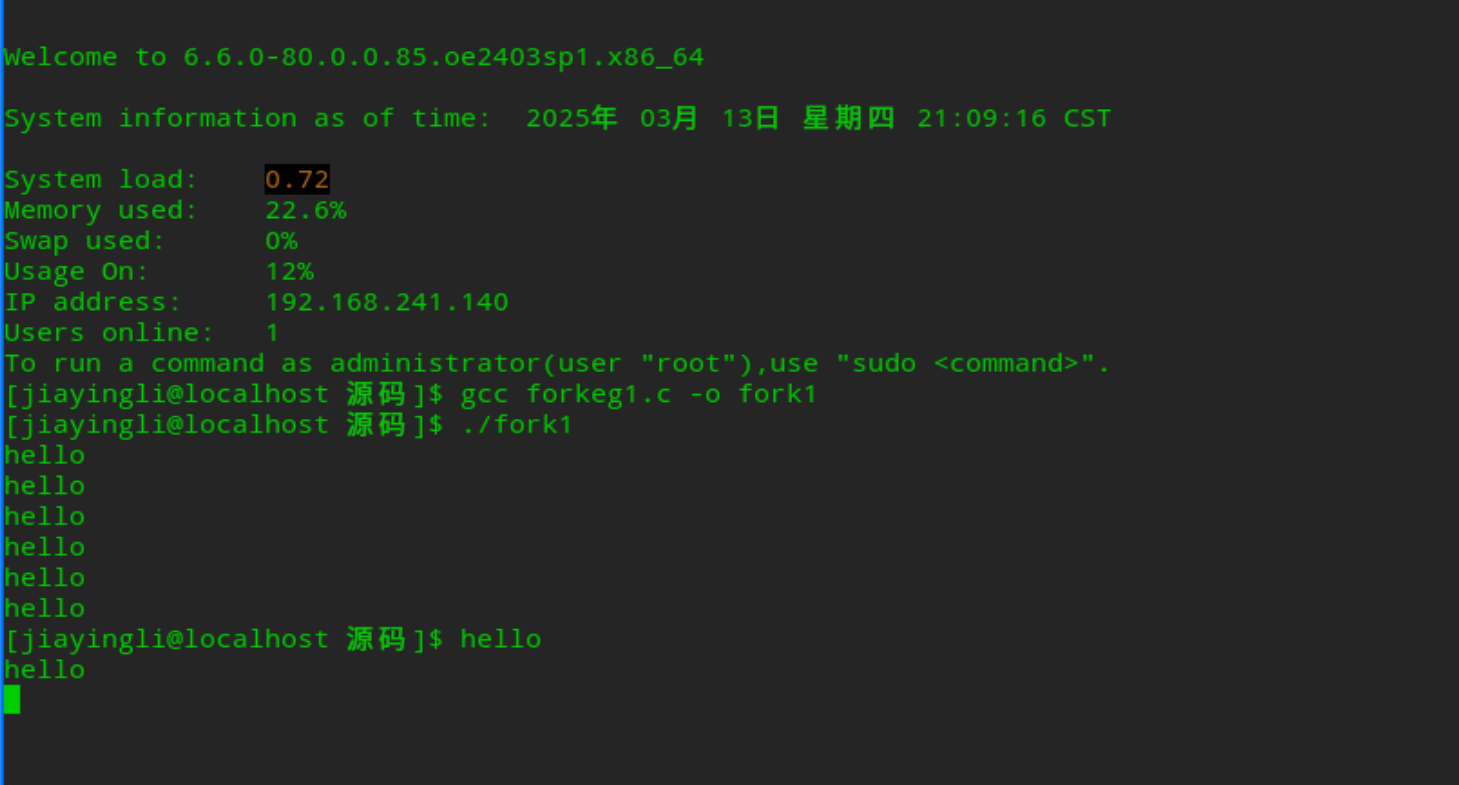 Welcome to 6.6.0-80.0.0.85.oe2403sp1.x86_64
System information as of time:  2025年 03月 13日 星期四 21:09:16 CST
System load:    0.72
Memory used:    22.6%
Swap used:      0%
Usage On:       12%
IP address:     192.168.241.140
Users online:   1
To run a command as administrator(user "root"),use "sudo <command>".
[jiayingli@localhost 源码]$ gcc forkeg1.c -o fork1
[jiayingli@localhost 源码]$ ./fork1
hello
hello
hello
hello
hello
hello
[jiayingli@localhost 源码]$ hello
hello